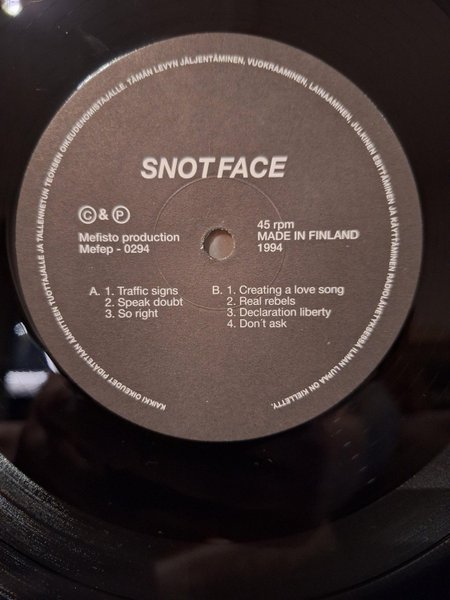 KAIKKI OIKEUDET PIDÄTETÄÄN ÄÄNITTEEN TUOTTAJALLE JA TALLENNETUN TEOKSEN OIKEUDENOMISTAJALLE. TÄMÄN LEVYN JÄLJENTÄMINEN, VUOKRAAMINEN, LAINAAMINEN, JULKINEN ESITTÄMINEN JA KÄYTTÄMINEN RADIOLÄHETYKSESSÄ ILMAN LUPAA ON KIELLETTY.
SNOTFACE
© & ℗
Mefisto production
Mefep - 0294
45 rpm
MADE IN FINLAND
1994
A. 1. Traffic signs
2. Speak doubt
3. So right
B. 1. Creating a love song
2. Real rebels
3. Declaration liberty
4. Don´t ask